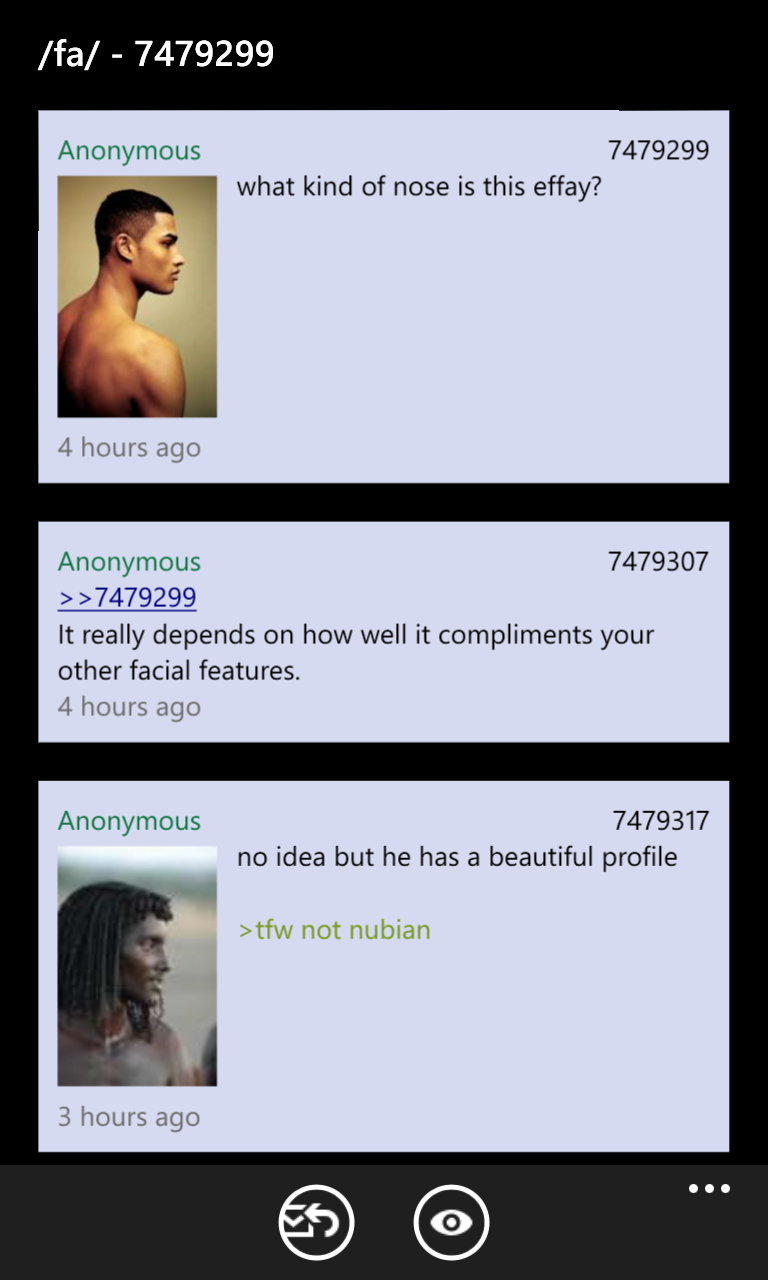 /fa/ - 7479299
Anonymous 7479299
what kind of nose is this effay?
4 hours ago
Anonymous 7479307
>>7479299
It really depends on how well it compliments your
other facial features.
4 hours ago
Anonymous 7479317
no idea but he has a beautiful profile
>tfw not nubian
3 hours ago